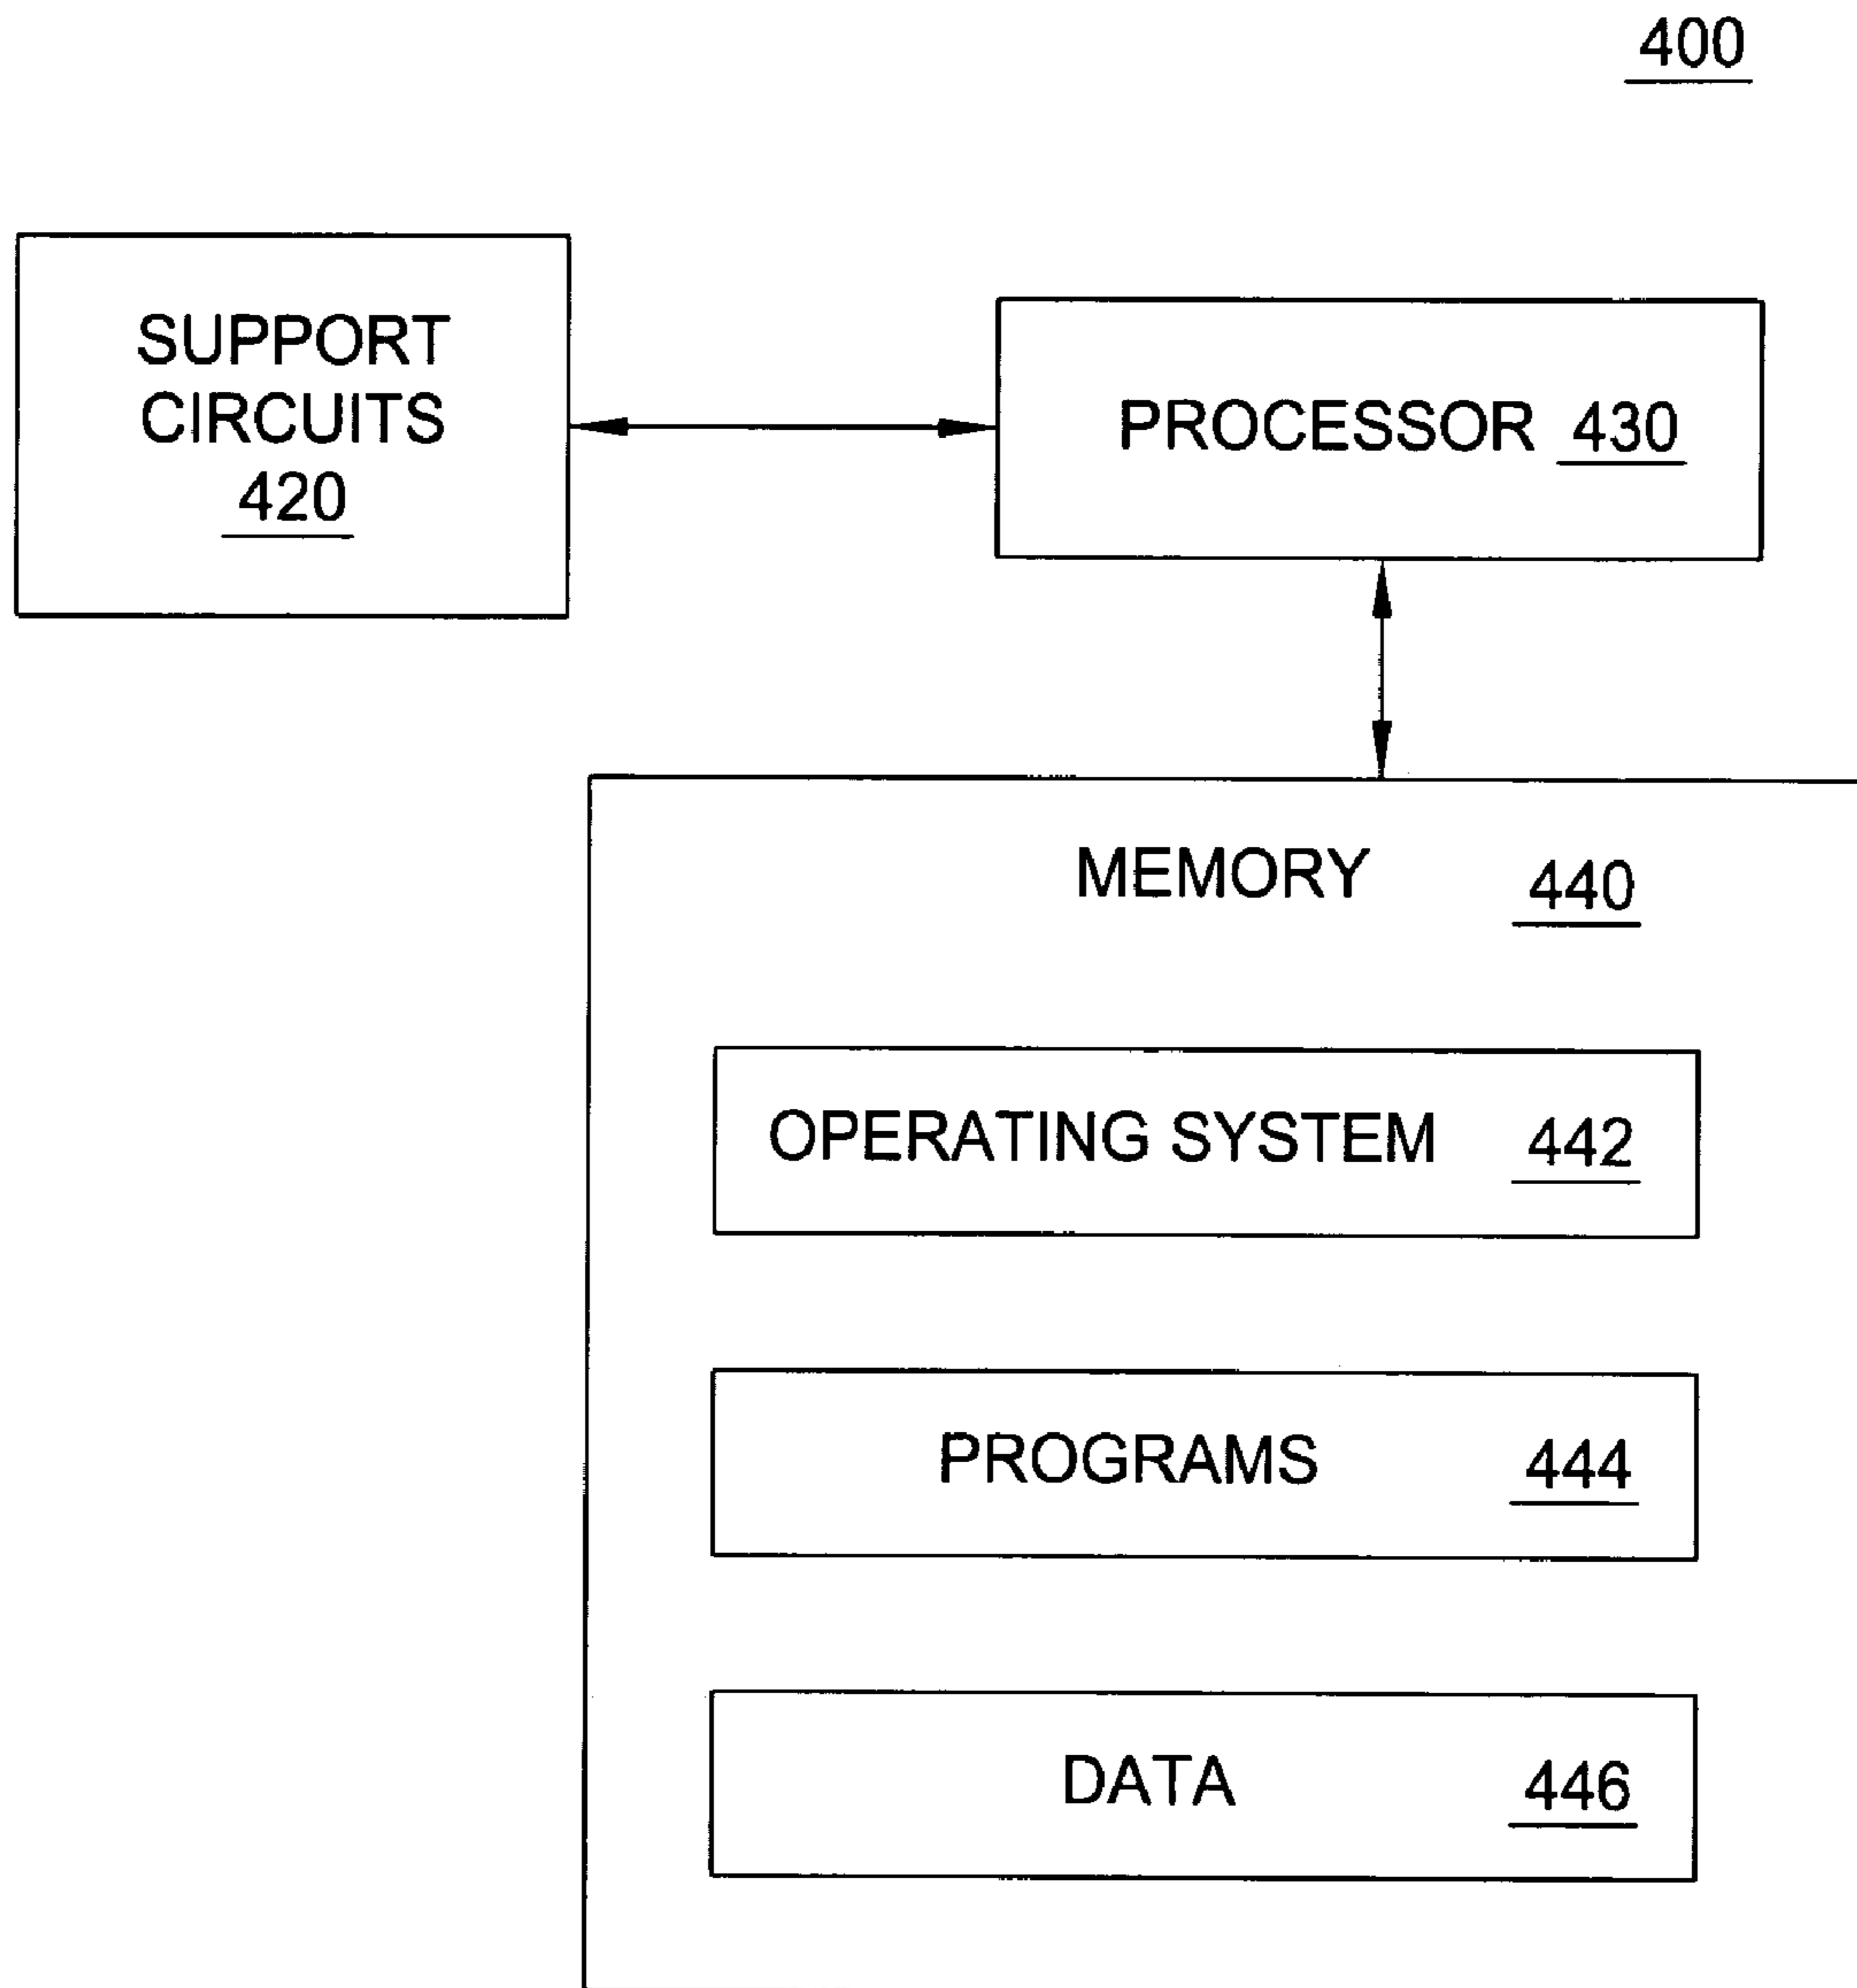 400
SUPPORT
CIRCUITS
420
PROCESSOR 430
MEMORY 440
OPERATING SYSTEM 442
PROGRAMS 444
DATA 446